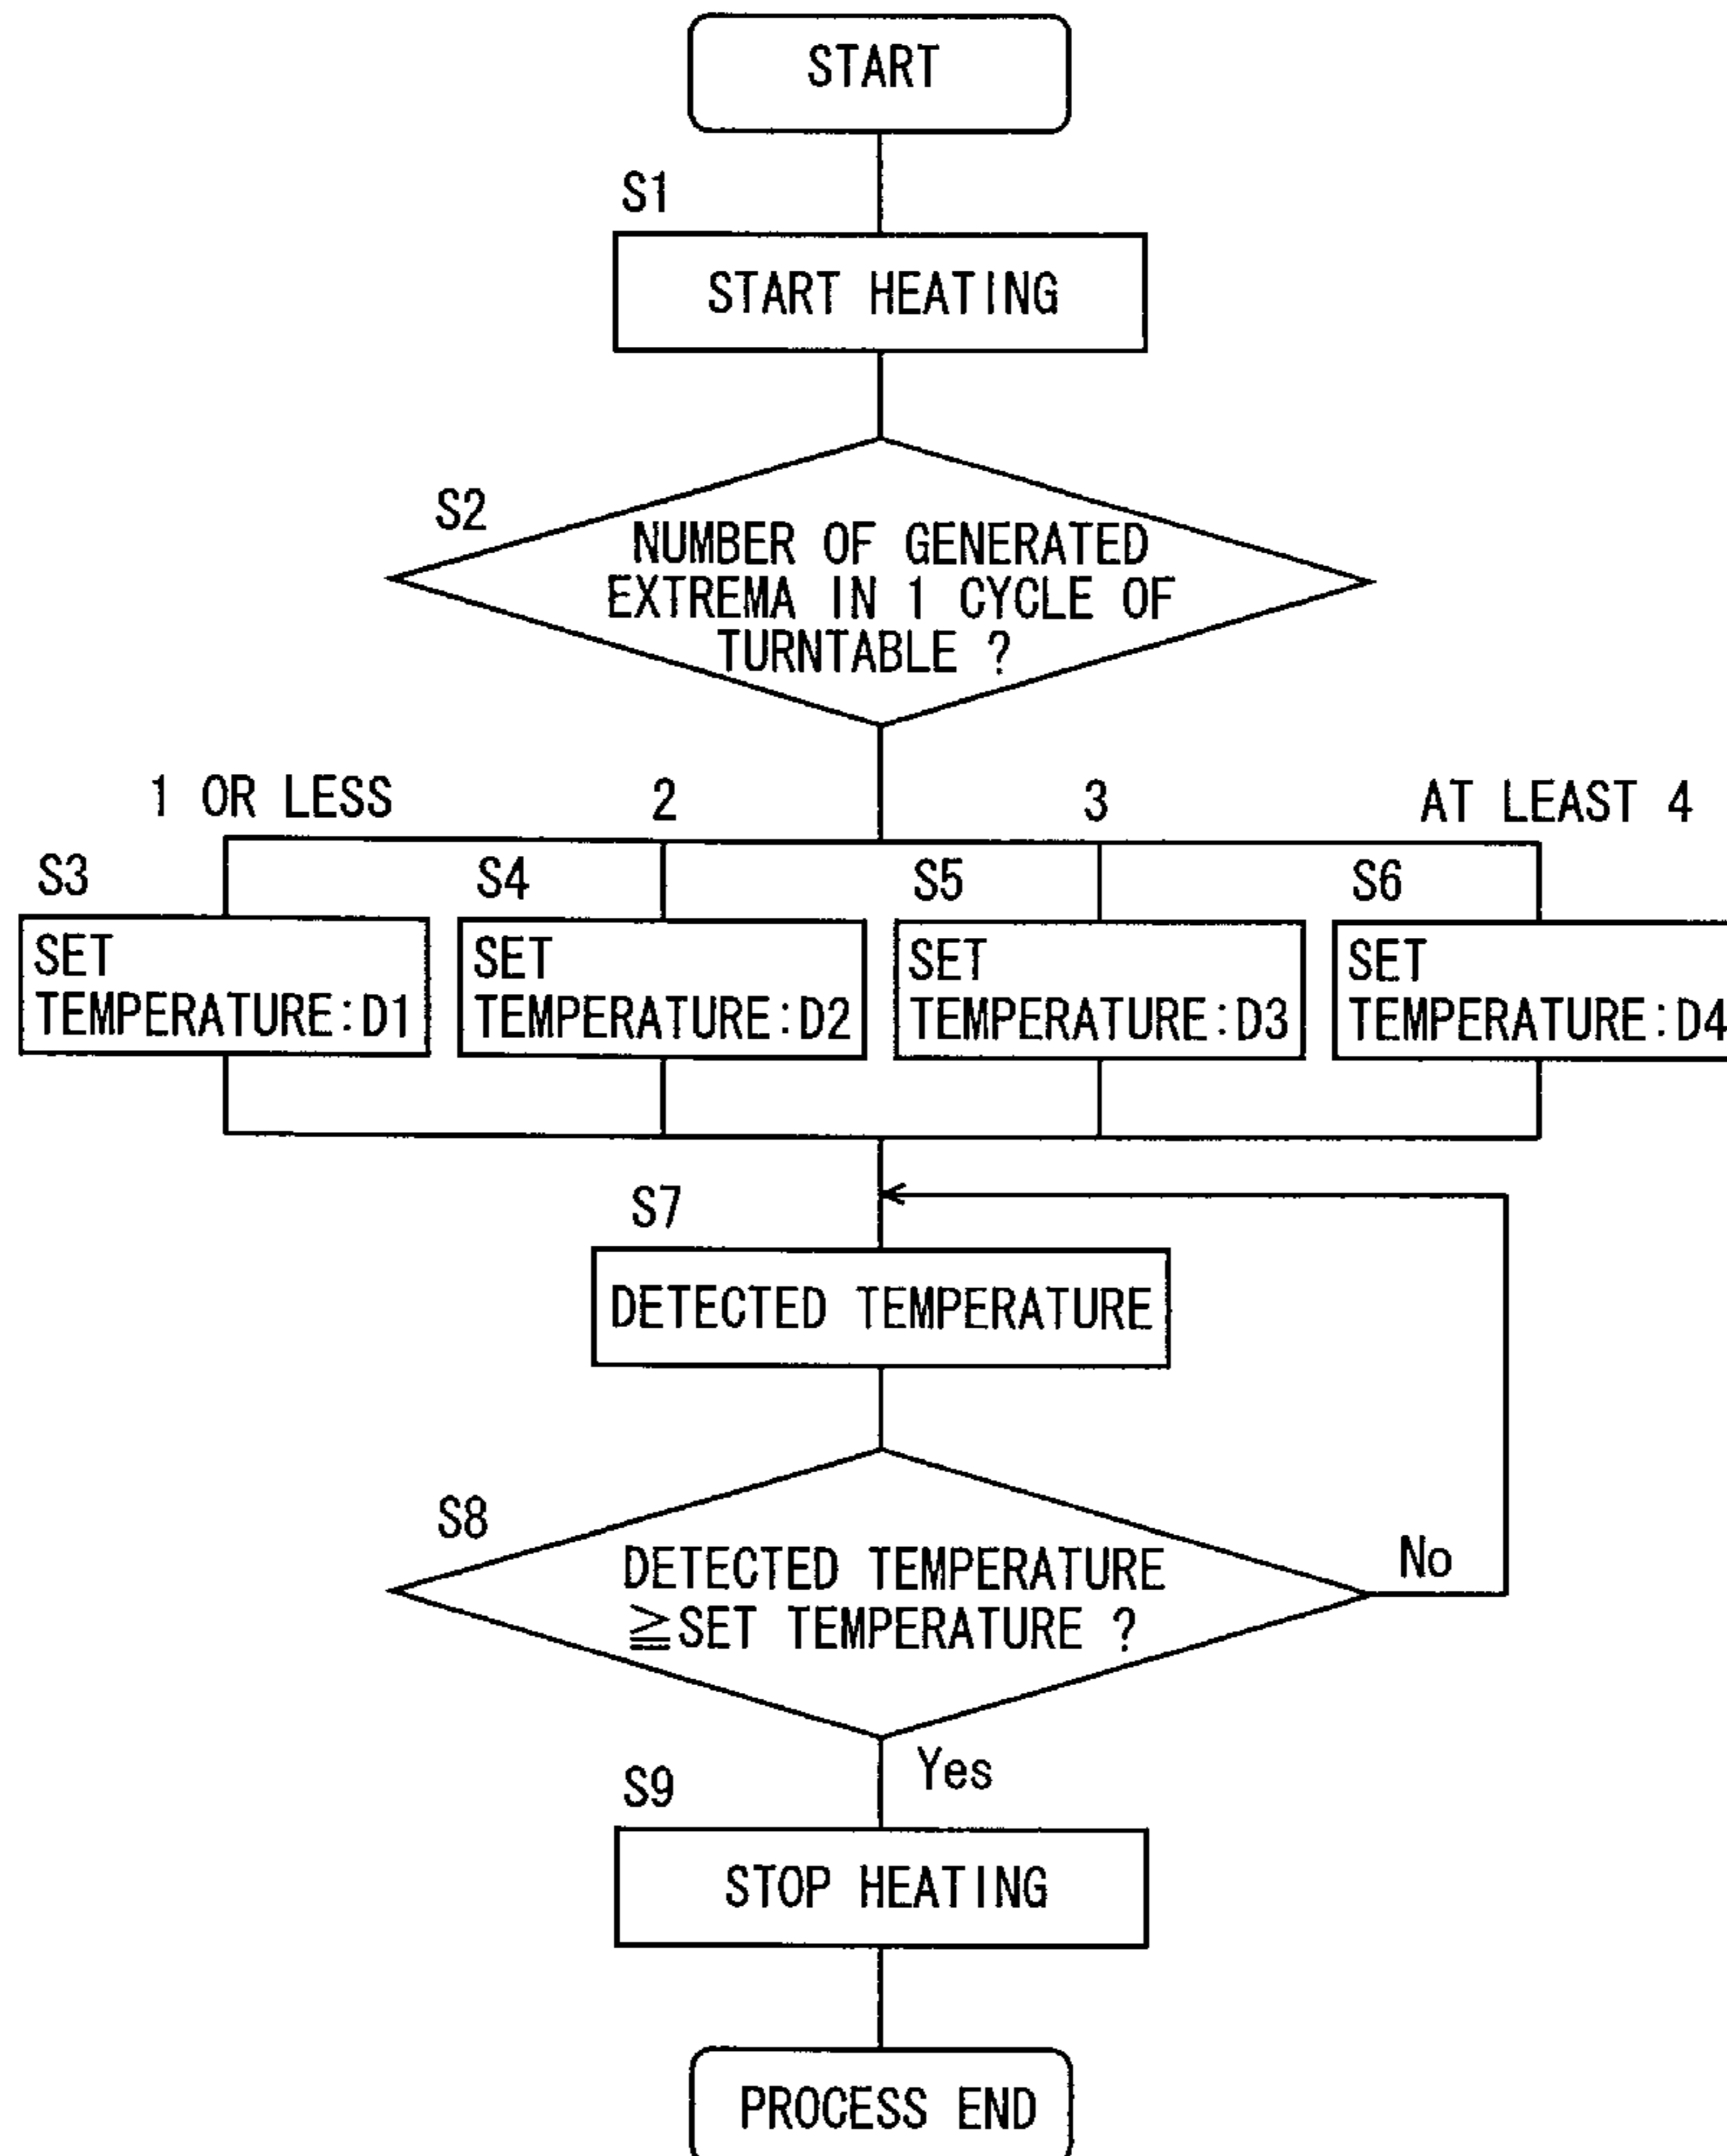 START
S1
START HEATING
S2
NUMBER OF GENERATED
EXTREMA IN 1 CYCLE OF
TURNTABLE ?
1 OR LESS
2
3
AT LEAST 4
S3
S4
S5
S6
SET
TEMPERATURE:D1
SET
TEMPERATURE:D2
SET
TEMPERATURE:D3
SET
TEMPERATURE:D4
S7
DETECTED TEMPERATURE
S8
DETECTED TEMPERATURE
≧SET TEMPERATURE ?
No
Yes
S9
STOP HEATING
PROCESS END